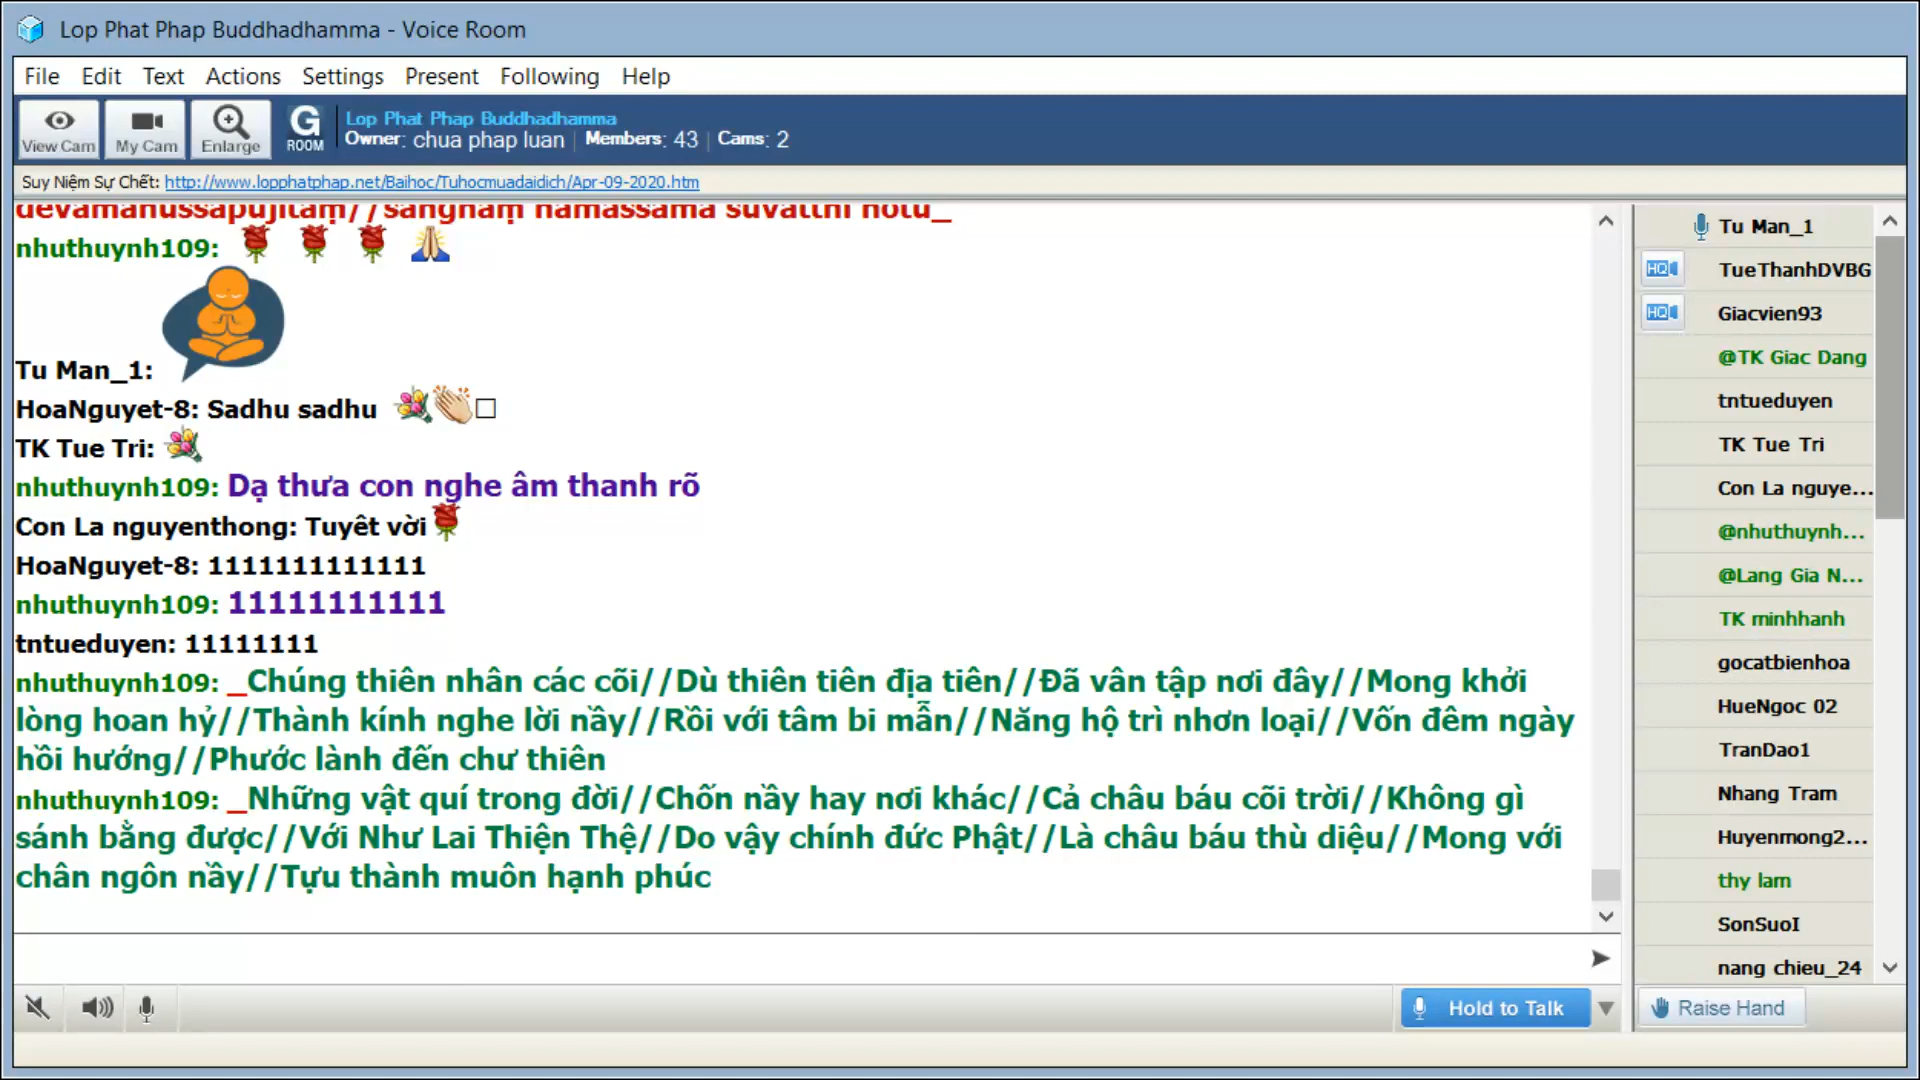 Lop Phat Phap Buddhadhamma - Voice Room
File Edit Text Actions Settings Present Following Help
View Cam My Cam Enlarge G ROOM
Lop Phat Phap Buddhadhamma
Owner: chua phap luan | Members: 43 | Cams: 2
Suy Niệm Sự Chết: http://www.lopphatphap.net/Baihoc/Tuhocmuadaidich/Apr-09-2020.htm
devamanussapūjitaṃ//saṅghaṃ namassāma suvatthi hotu_
nhuthuynh109:
Tu Man_1:
HoaNguyet-8: Sadhu sadhu
TK Tue Tri:
nhuthuynh109: Dạ thưa con nghe âm thanh rõ
Con La nguyenthong: Tuyêt vời
HoaNguyet-8: 1111111111111
nhuthuynh109: 11111111111
tntueduyen: 11111111
nhuthuynh109: _Chúng thiên nhân các cõi//Dù thiên tiên địa tiên//Đã vân tập nơi đây//Mong khởi
lòng hoan hỷ//Thành kính nghe lời nầy//Rồi với tâm bi mẫn//Năng hộ trì nhơn loại//Vốn đêm ngày
hồi hướng//Phước lành đến chư thiên
nhuthuynh109: _Những vật quí trong đời//Chốn nầy hay nơi khác//Cả châu báu cõi trời//Không gì
sánh bằng được//Với Như Lai Thiện Thệ//Do vậy chính đức Phật//Là châu báu thù diệu//Mong với
chân ngôn nầy//Tựu thành muôn hạnh phúc
Hold to Talk
Tu Man_1
HQ TueThanhDVBG
HQ Giacvien93
@TK Giac Dang
tntueduyen
TK Tue Tri
Con La nguye...
@nhuthuynh...
@Lang Gia N...
TK minhhanh
gocatbienhoa
HueNgoc 02
TranDao1
Nhang Tram
Huyenmong2...
thy lam
SonSuoI
nang chieu_24
Raise Hand